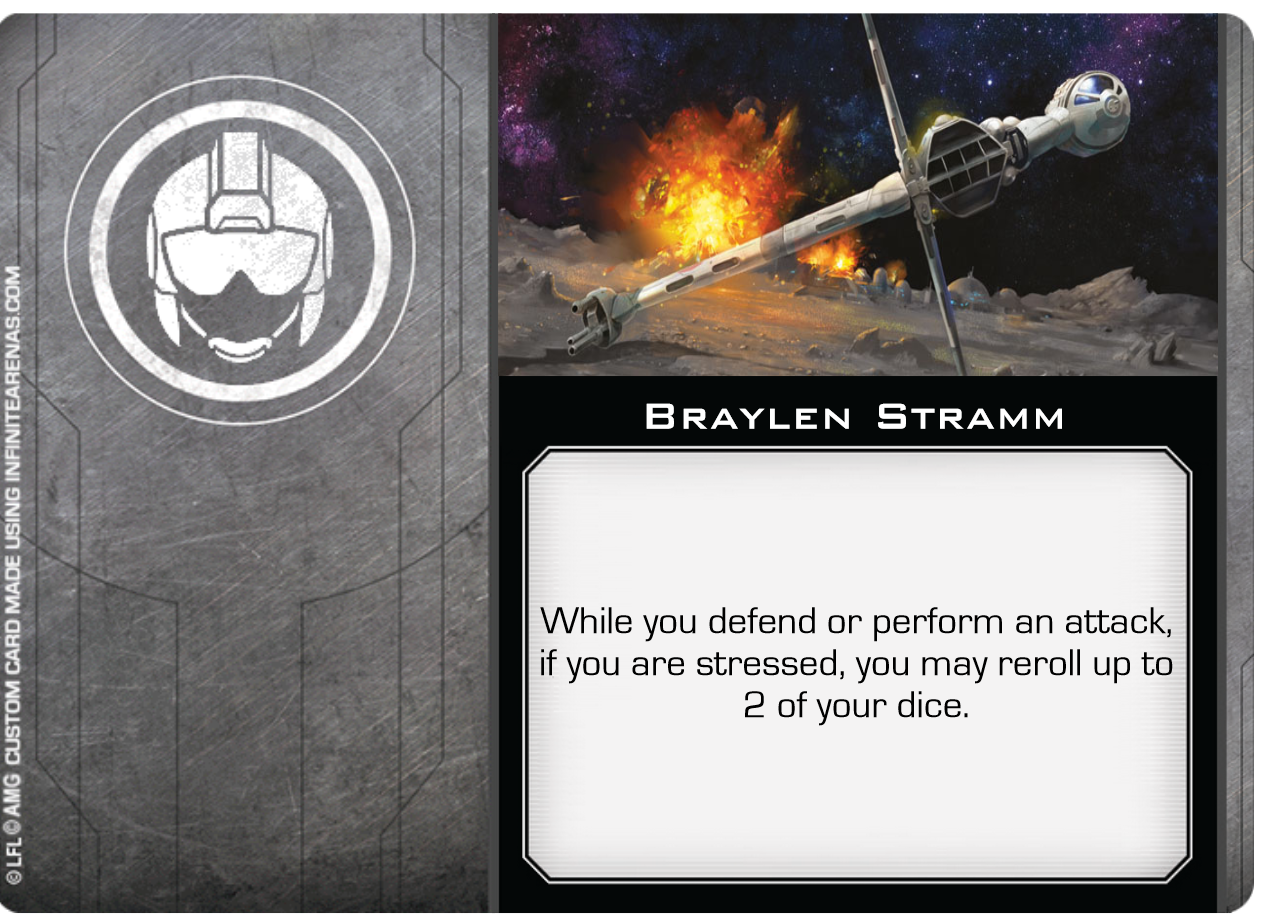 BRAYLEN STRAMM
While you defend or perform an attack,
if you are stressed, you may reroll up to
2 of your dice.
© LFL © AMG CUSTOM CARD MADE USING INFINITEARENAS.COM